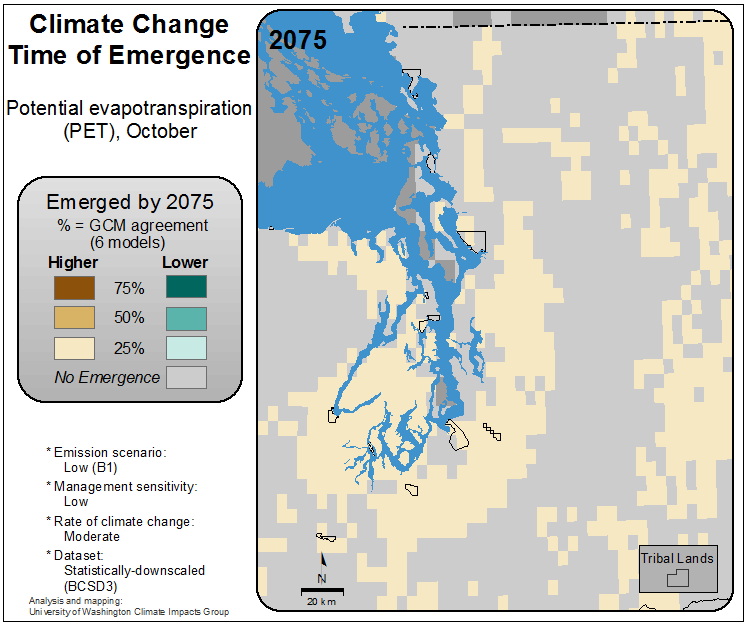 Climate Change
Time of Emergence
Potential evapotranspiration
(PET), October
Emerged by 2075
% = GCM agreement
(6 models)
Higher Lower
75%
50%
25%
No Emergence
* Emission scenario:
Low (B1)
* Management sensitivity:
Low
* Rate of climate change:
Moderate
* Dataset:
Statistically-downscaled
(BCSD3)
Analysis and mapping:
University of Washington Climate Impacts Group
2075
N
20 km
Tribal Lands